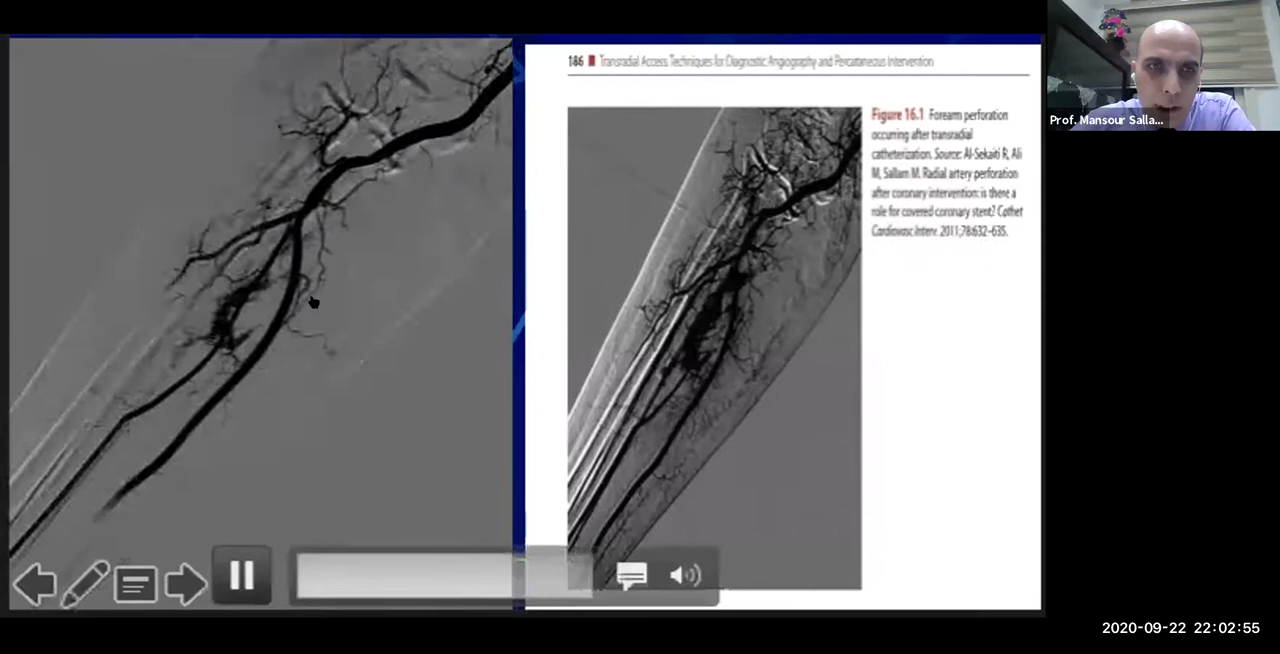 186 Transradial Access Techniques for Diagnostic Angiography and Percutaneous Intervention
Figure 16.1 Forearm perforation
occurring after transradial
catheterization. Source: Al-Sekaiti R, Ali
M, Sallam M. Radial artery perforation
after coronary intervention: is there a
role for covered coronary stent? Cathet
Cardiovasc Interv. 2011;78:632–635.
Prof. Mansour Salla...
2020-09-22 22:02:55